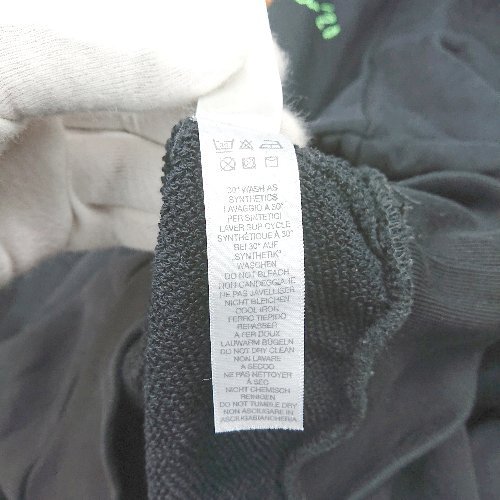 30° WASH AS
SYNTHETICS
LAVAGGIO A 30°
PER SINTETICI
LAVER SUR CYCLE
SYNTHÉTIQUE À 30°
BEI 30° AUF
.SYNTHETIK"
WASCHEN
DO NOT BLEACH
NON CANDEGGIARE
NE PAS JAVELLISER
NICHT BLEICHEN
COOL IRON
FERRO TIEPIDO
REPASSER
A FER DOUX
LAUWARM BÜGELN
DO NOT DRY CLEAN
NON LAVARE
A SECCO
NE PAS NETTOYER
À SEC
NICHT CHEMISCH
REINIGEN
DO NOT TUMBLE DRY
NON ASCIUGARE IN
ASCIUGABIANCHERIA